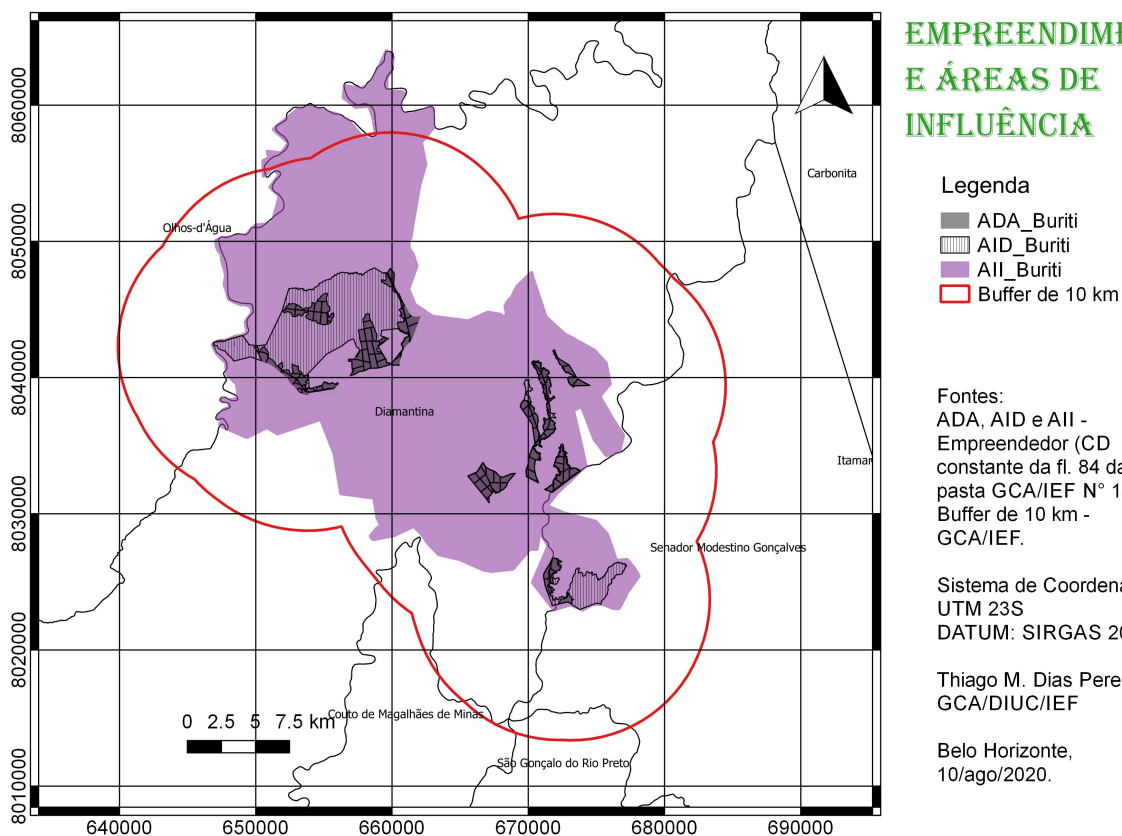 EMPREENDIM
E ÁREAS DE
INFLUÊNCIA
Legenda
ADA_Buriti
AID_Buriti
AII_Buriti
Buffer de 10 km
Fontes:
ADA, AID e AII -
Empreendedor (CD
constante da fl. 84 da
pasta GCA/IEF N° 1
Buffer de 10 km -
GCA/IEF.
Sistema de Coordena
UTM 23S
DATUM: SIRGAS 20
Thiago M. Dias Pere
GCA/DIUC/IEF
Belo Horizonte,
10/ago/2020.
8060000
8050000
8040000
8030000
8020000
8010000
Carbonita
Olhos-d'Água
Diamantina
Itamar
Senador Modestino Gonçalves
Couto de Magalhães de Minas
São Gonçalo do Rio Preto
0 2.5 5 7.5 km
640000 650000 660000 670000 680000 690000